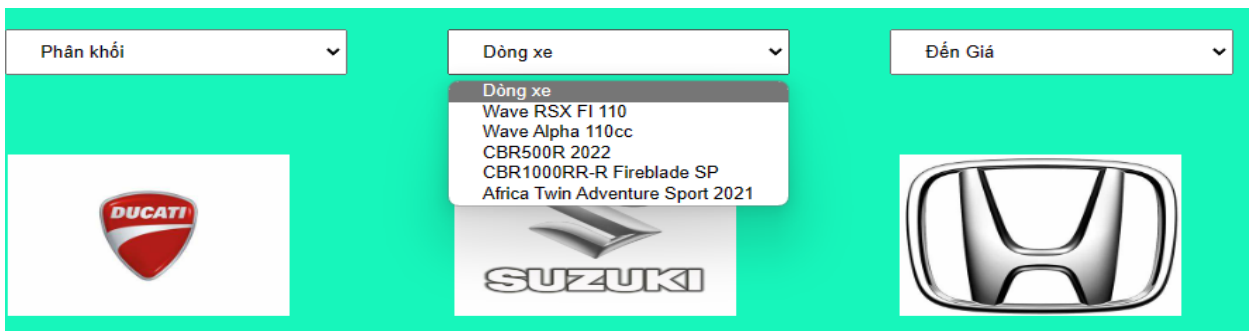 Phân khối
Dòng xe
Đến Giá
Dòng xe
Wave RSX FI 110
Wave Alpha 110cc
CBR500R 2022
CBR1000RR-R Fireblade SP
Africa Twin Adventure Sport 2021
DUCATI
SUZUKI